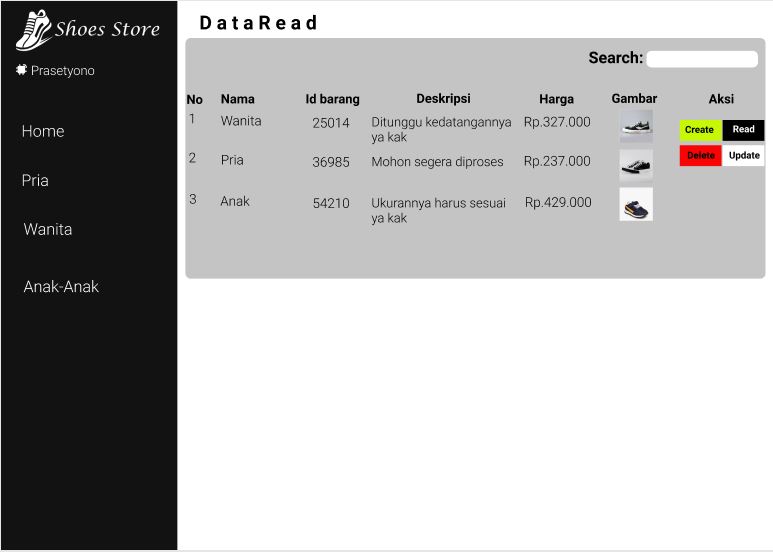 Shoes Store
Prasetyono
Home
Pria
Wanita
Anak-Anak
DataRead
Search:
No Nama Id barang Deskripsi Harga Gambar Aksi
1 Wanita 25014 Ditunggu kedatangannya Rp.327.000 Create Read
ya kak
2 Pria 36985 Mohon segera diproses Rp.237.000 Delete Update
3 Anak 54210 Ukurannya harus sesuai Rp.429.000
ya kak